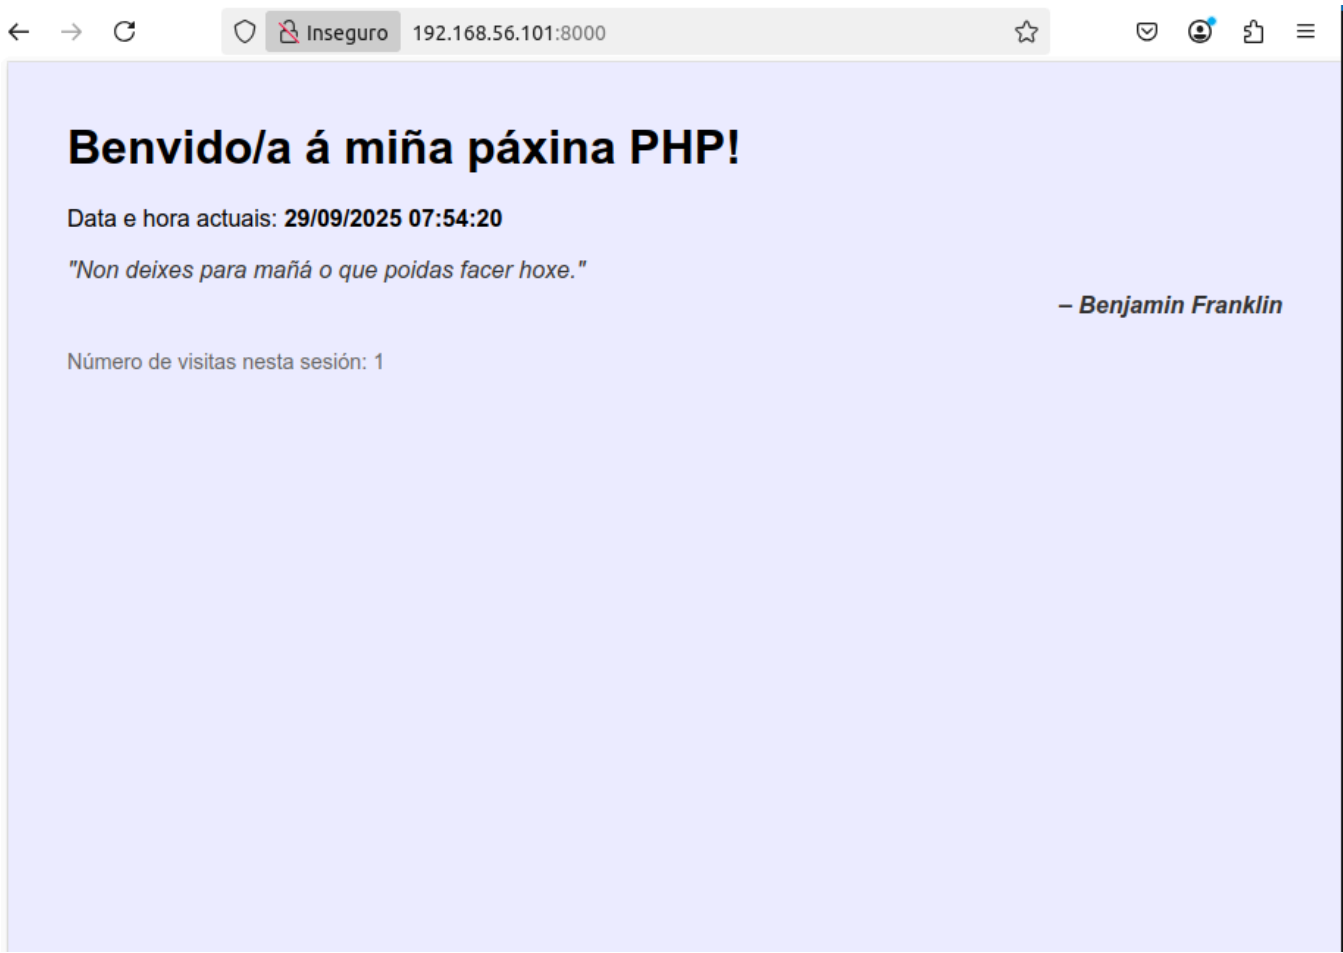 Inseguro 192.168.56.101:8000
Benvido/a á miña páxina PHP!
Data e hora actuais: 29/09/2025 07:54:20
"Non deixes para mañá o que poidas facer hoxe."
– Benjamin Franklin
Número de visitas nesta sesión: 1